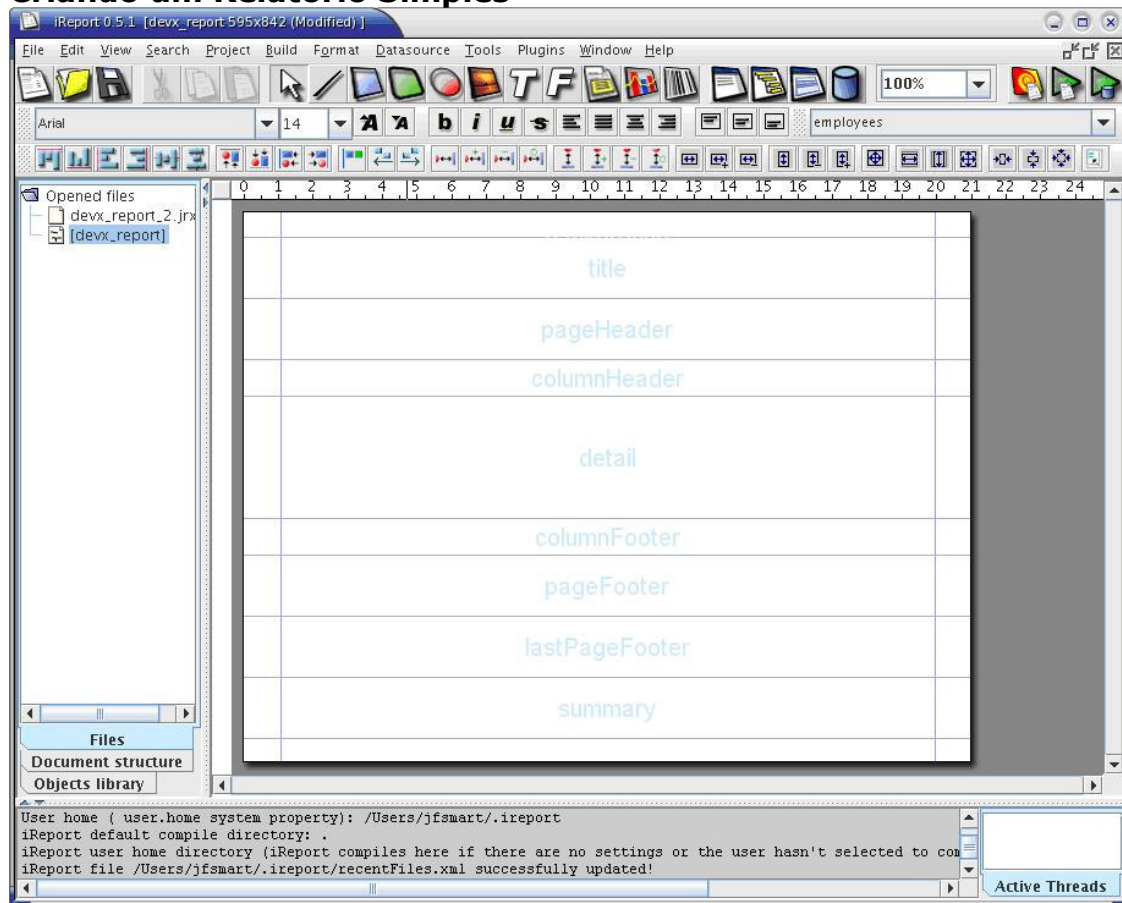 Criando um Relatório Simples
iReport 0.5.1 [devx_report 595x842 (Modified) ]
File Edit View Search Project Build Format Datasource Tools Plugins Window Help
100%
Arial 14 A A b i u s employees
Opened files
devx_report_2.jrx
[devx_report]
0 1 2 3 4 5 6 7 8 9 10 11 12 13 14 15 16 17 18 19 20 21 22 23 24
title
pageHeader
columnHeader
detail
columnFooter
pageFooter
lastPageFooter
summary
Files
Document structure
Objects library
User home ( user.home system property): /Users/jfsmart/.ireport
iReport default compile directory: .
iReport user home directory (iReport compiles here if there are no settings or the user hasn't selected to com
iReport file /Users/jfsmart/.ireport/recentFiles.xml successfully updated!
Active Threads